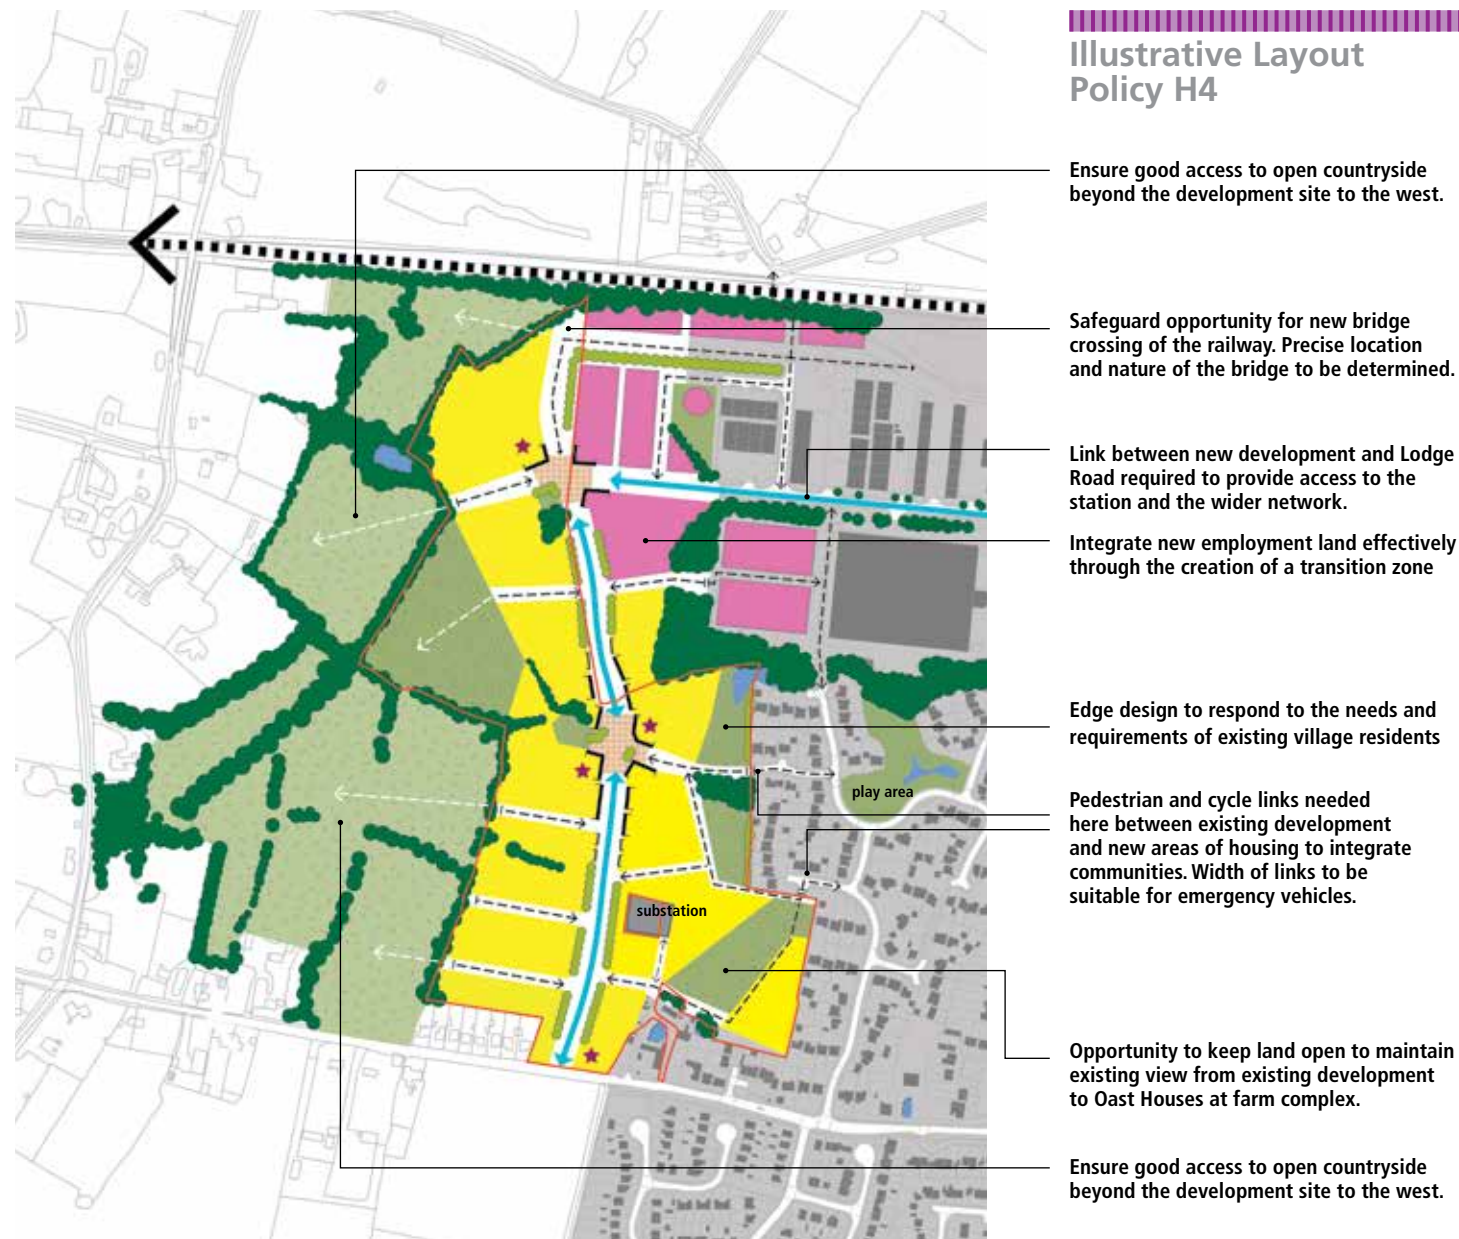 Illustrative Layout
Policy H4
Ensure good access to open countryside
beyond the development site to the west.
Safeguard opportunity for new bridge
crossing of the railway. Precise location
and nature of the bridge to be determined.
Link between new development and Lodge
Road required to provide access to the
station and the wider network.
Integrate new employment land effectively
through the creation of a transition zone
Edge design to respond to the needs and
requirements of existing village residents
play area
Pedestrian and cycle links needed
here between existing development
and new areas of housing to integrate
communities. Width of links to be
suitable for emergency vehicles.
substation
Opportunity to keep land open to maintain
existing view from existing development
to Oast Houses at farm complex.
Ensure good access to open countryside
beyond the development site to the west.